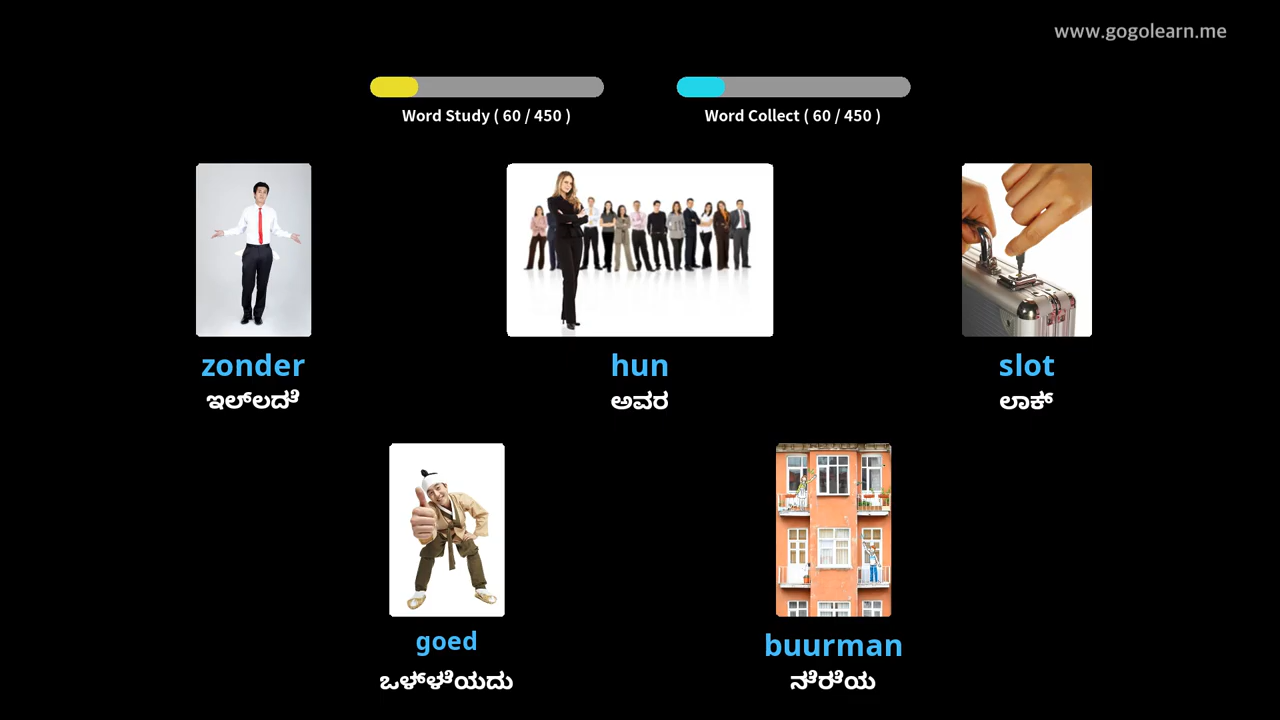 www.gogolearn.me
Word Study ( 60 / 450 )
Word Collect ( 60 / 450 )
zonder
ಇಲ್ಲದೆ
hun
ಅವರ
slot
ಲಾಕ್
goed
ಒಳ್ಳೆಯದು
buurman
ನೆರೆಯ